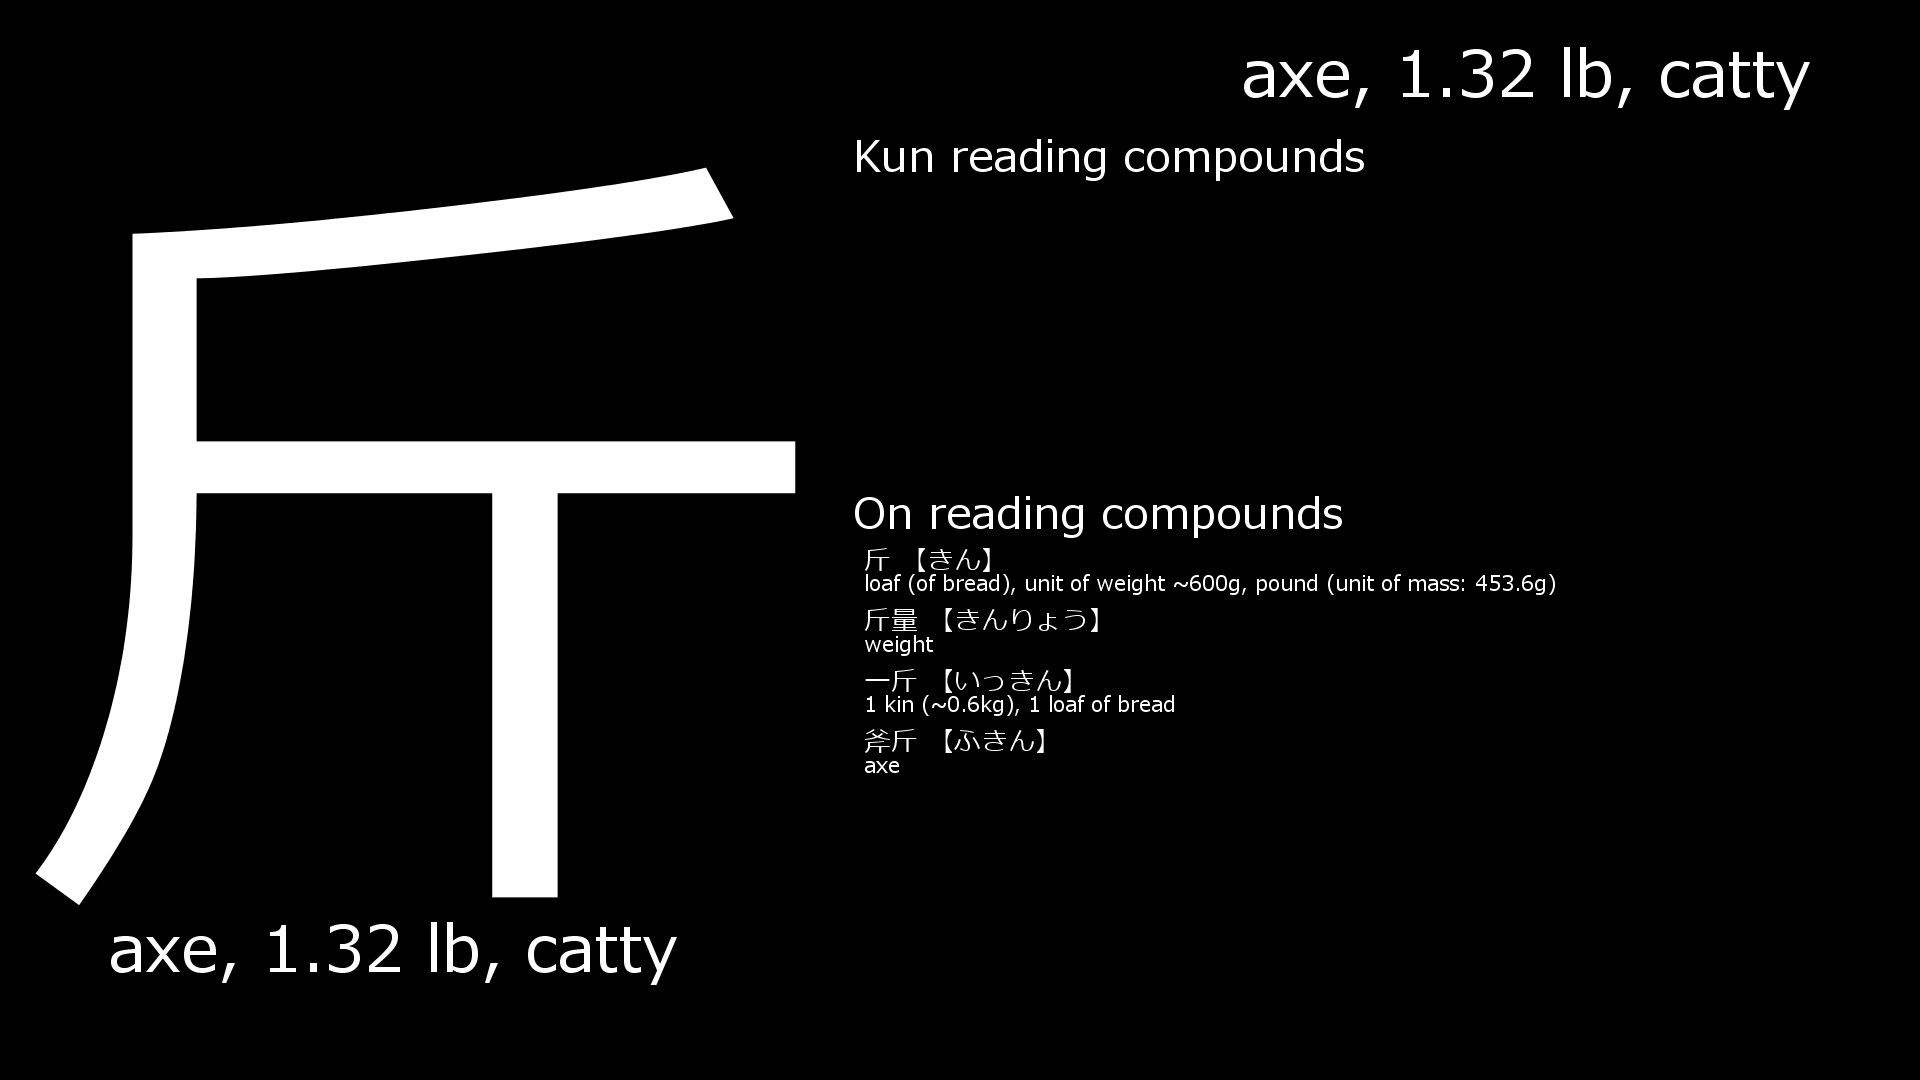 斤
axe, 1.32 lb, catty
axe, 1.32 lb, catty
Kun reading compounds
On reading compounds
斤 【きん】
loaf (of bread), unit of weight ~600g, pound (unit of mass: 453.6g)
斤量 【きんりょう】
weight
一斤 【いっきん】
1 kin (~0.6kg), 1 loaf of bread
斧斤 【ふきん】
axe